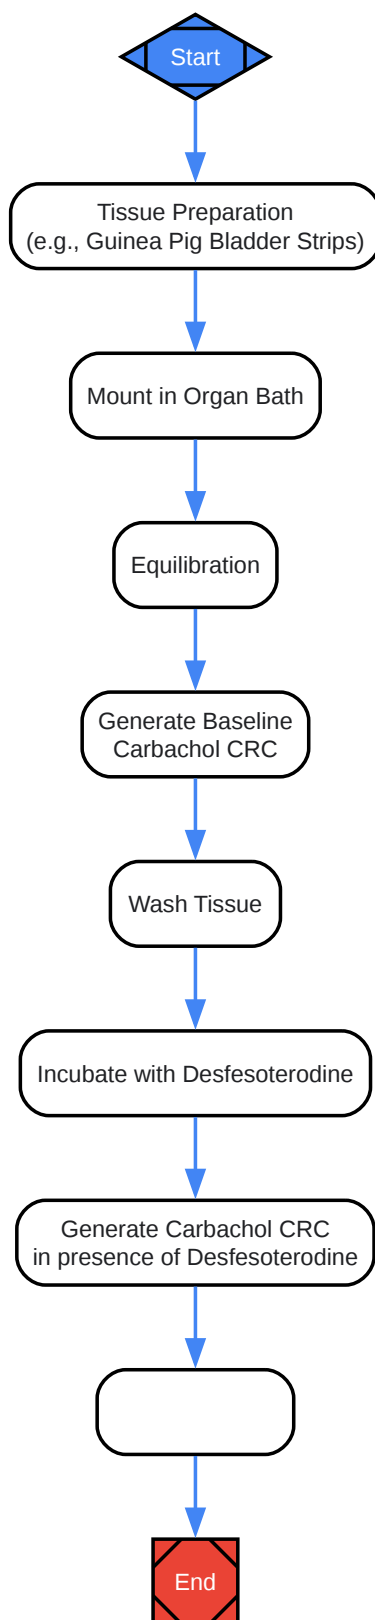 Start
Tissue Preparation
(e.g., Guinea Pig Bladder Strips)
Mount in Organ Bath
Equilibration
Generate Baseline
Carbachol CRC
Wash Tissue
Incubate with Desfesoterodine
Generate Carbachol CRC
in presence of Desfesoterodine
End